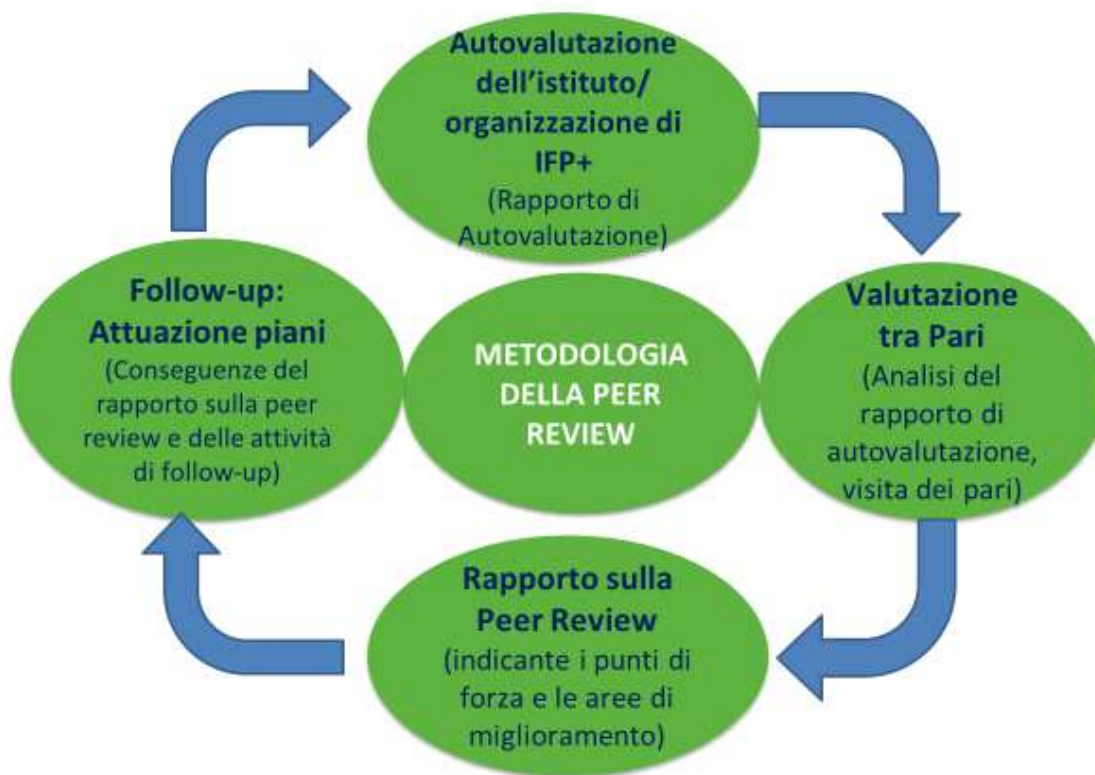 Autovalutazione
dell'istituto/
organizzazione di
IFP+
(Rapporto di
Autovalutazione)
Follow-up:
Attuazione piani
(Conseguenze del
rapporto sulla peer
review e delle attività
di follow-up)
METODOLOGIA
DELLA PEER
REVIEW
Valutazione
tra Pari
(Analisi del
rapporto di
autovalutazione,
visita dei pari)
Rapporto sulla
Peer Review
(indicante i punti di
forza e le aree di
miglioramento)